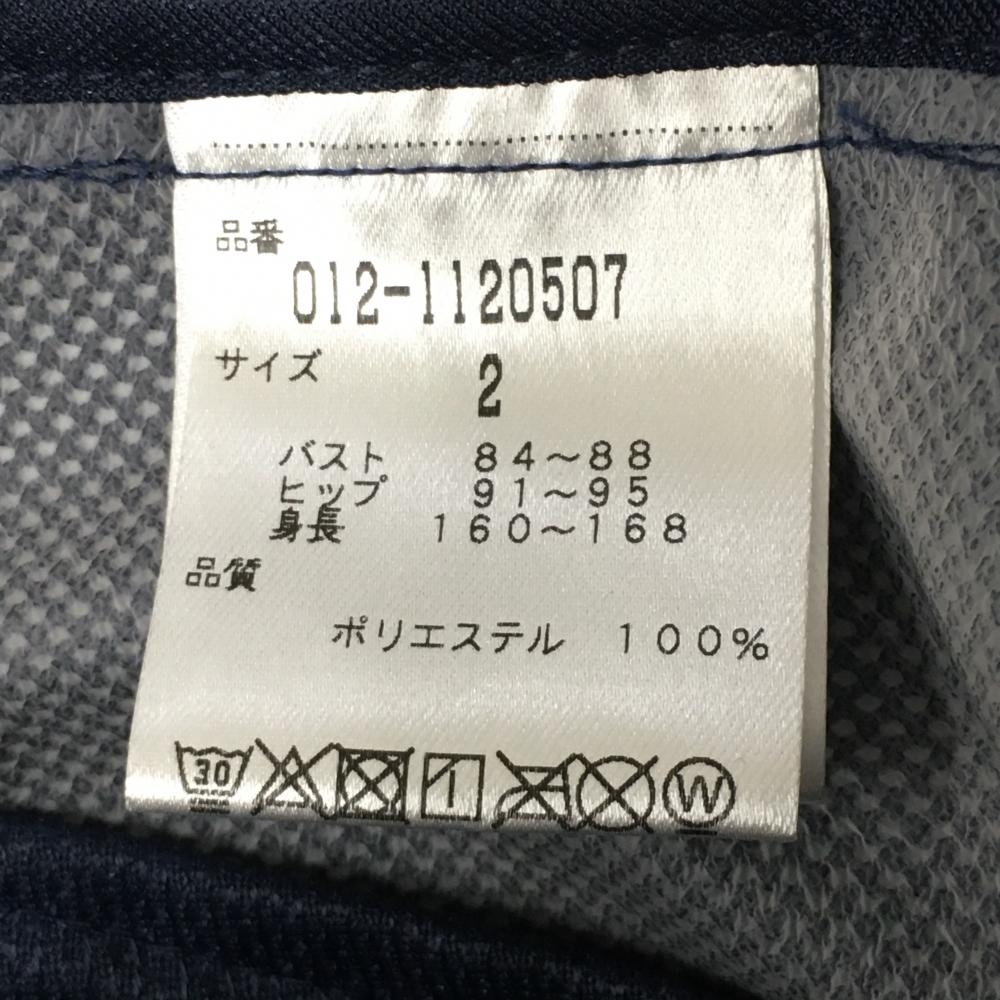 品番
012-1120507
サイズ 2
バスト 84～88
ヒップ 91～95
身長 160～168
品質
ポリエステル 100%
30 W